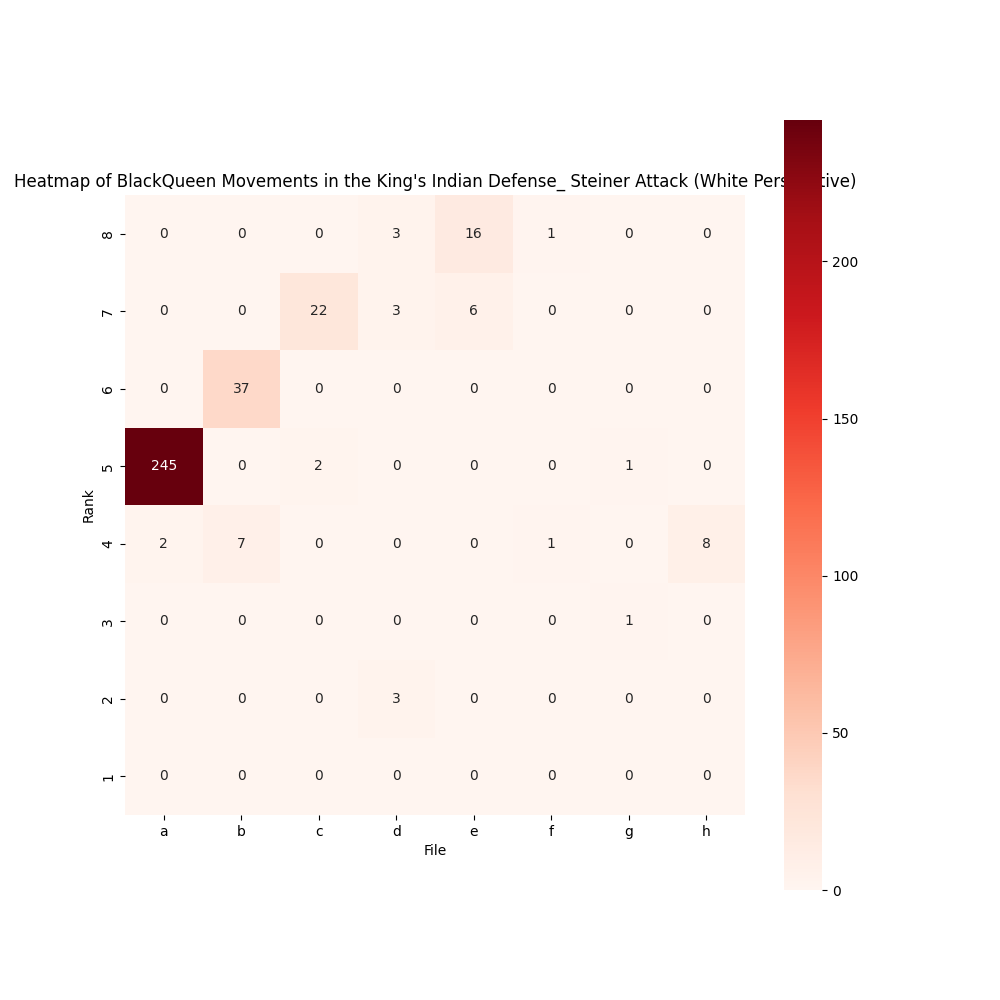 Heatmap of BlackQueen Movements in the King's Indian Defense_ Steiner Attack (White Perspective)
8 0 0 0 3 16 1 0 0
7 0 0 22 3 6 0 0 0
200
6 0 37 0 0 0 0 0 0
150
5 245 0 2 0 0 0 1 0
Rank
4 2 7 0 0 0 1 0 8
100
3 0 0 0 0 0 0 1 0
2 0 0 0 3 0 0 0 0
50
1 0 0 0 0 0 0 0 0
a b c d e f g h
File
0